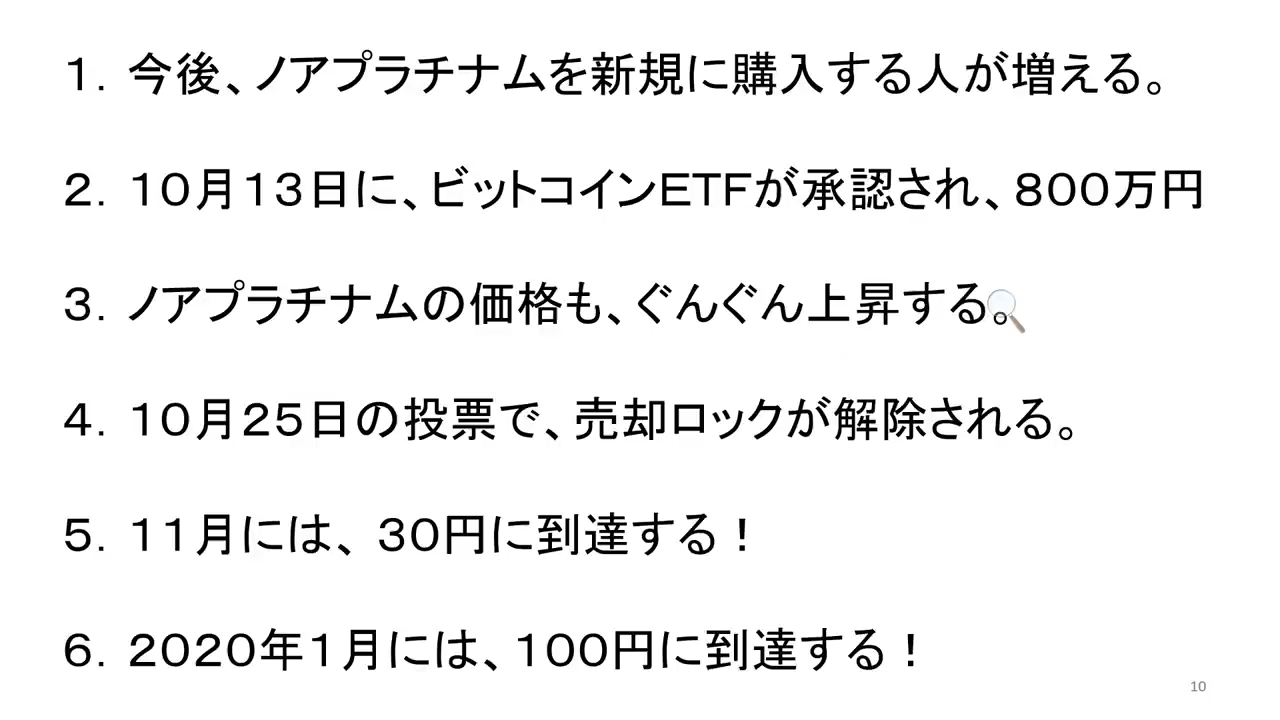 １．今後、ノアプラチナムを新規に購入する人が増える。
２．１０月１３日に、ビットコインＥＴＦが承認され、８００万円
３．ノアプラチナムの価格も、ぐんぐん上昇する。
４．１０月２５日の投票で、売却ロックが解除される。
５．１１月には、３０円に到達する！
６．２０２０年１月には、１００円に到達する！
10